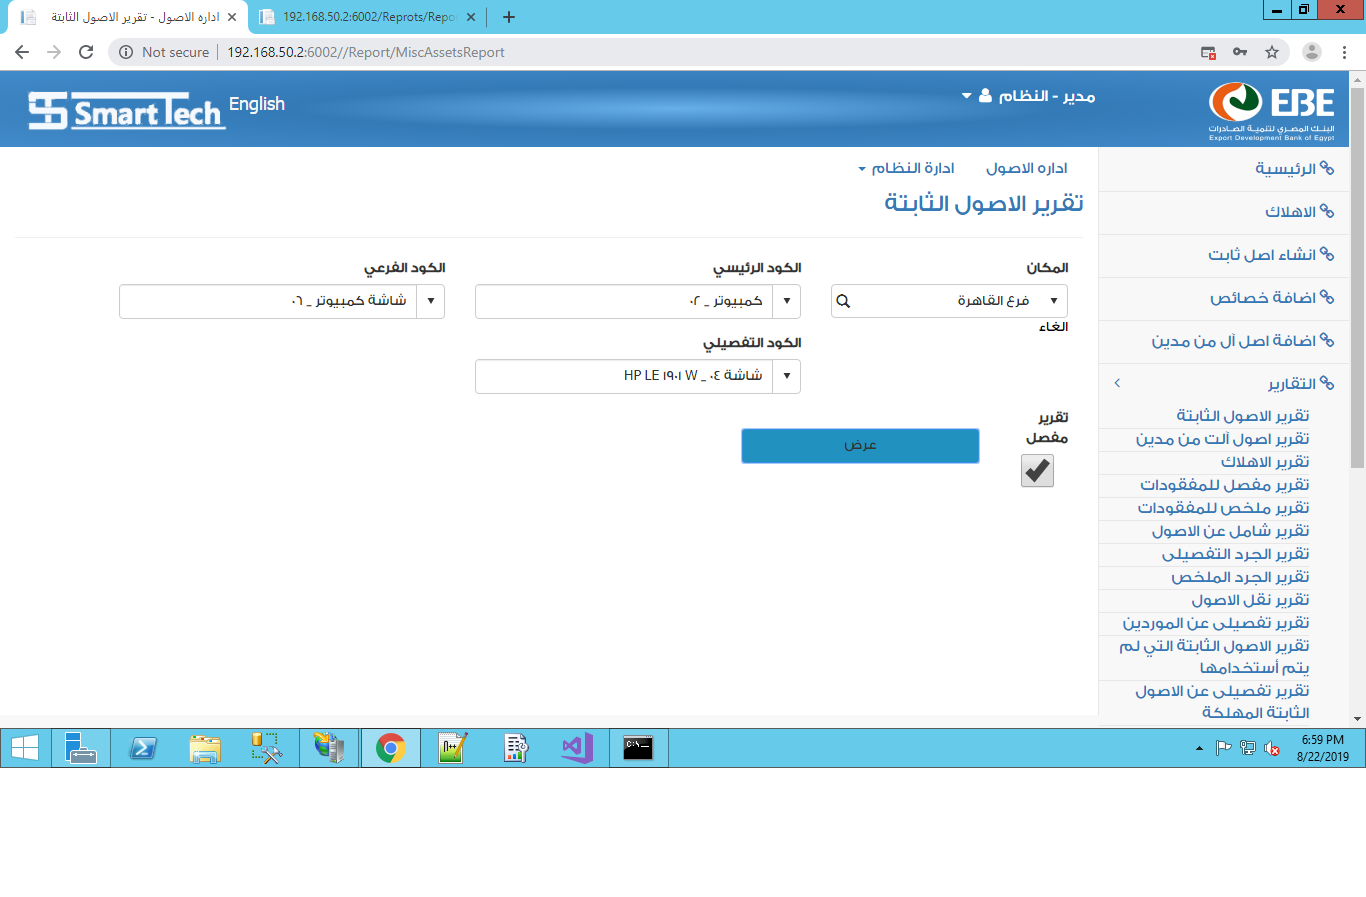 اداره الاصول - تقرير الاصول الثابتة
192.168.50.2:6002/Reprots/Repo
Not secure
192.168.50.2:6002//Report/MiscAssetsReport
SmartTech
English
مدير - النظام
EBE
البنك المصري لتنمية الصادرات
Export Development Bank of Egypt
اداره الاصول
ادارة النظام
تقرير الاصول الثابتة
المكان
الكود الرئيسي
الكود الفرعي
فرع القاهرة
كمبيوتر _ ٠٢
شاشة كمبيوتر _ ٠٦
الغاء
الكود التفصيلي
شاشة HP LE ١٩٠١ W _ ٠٤
تقرير
مفصل
عرض
الرئيسية
الاهلاك
انشاء اصل ثابت
اضافة خصائص
اضافة اصل آل من مدين
التقارير
تقرير الاصول الثابتة
تقرير اصول آلت من مدين
تقرير الاهلاك
تقرير مفصل للمفقودات
تقرير ملخص للمفقودات
تقرير شامل عن الاصول
تقرير الجرد التفصيلى
تقرير الجرد الملخص
تقرير نقل الاصول
تقرير تفصيلى عن الموردين
تقرير الاصول الثابتة التي لم
يتم أستخدامها
تقرير تفصيلى عن الاصول
الثابتة المهلكة
6:59 PM
8/22/2019